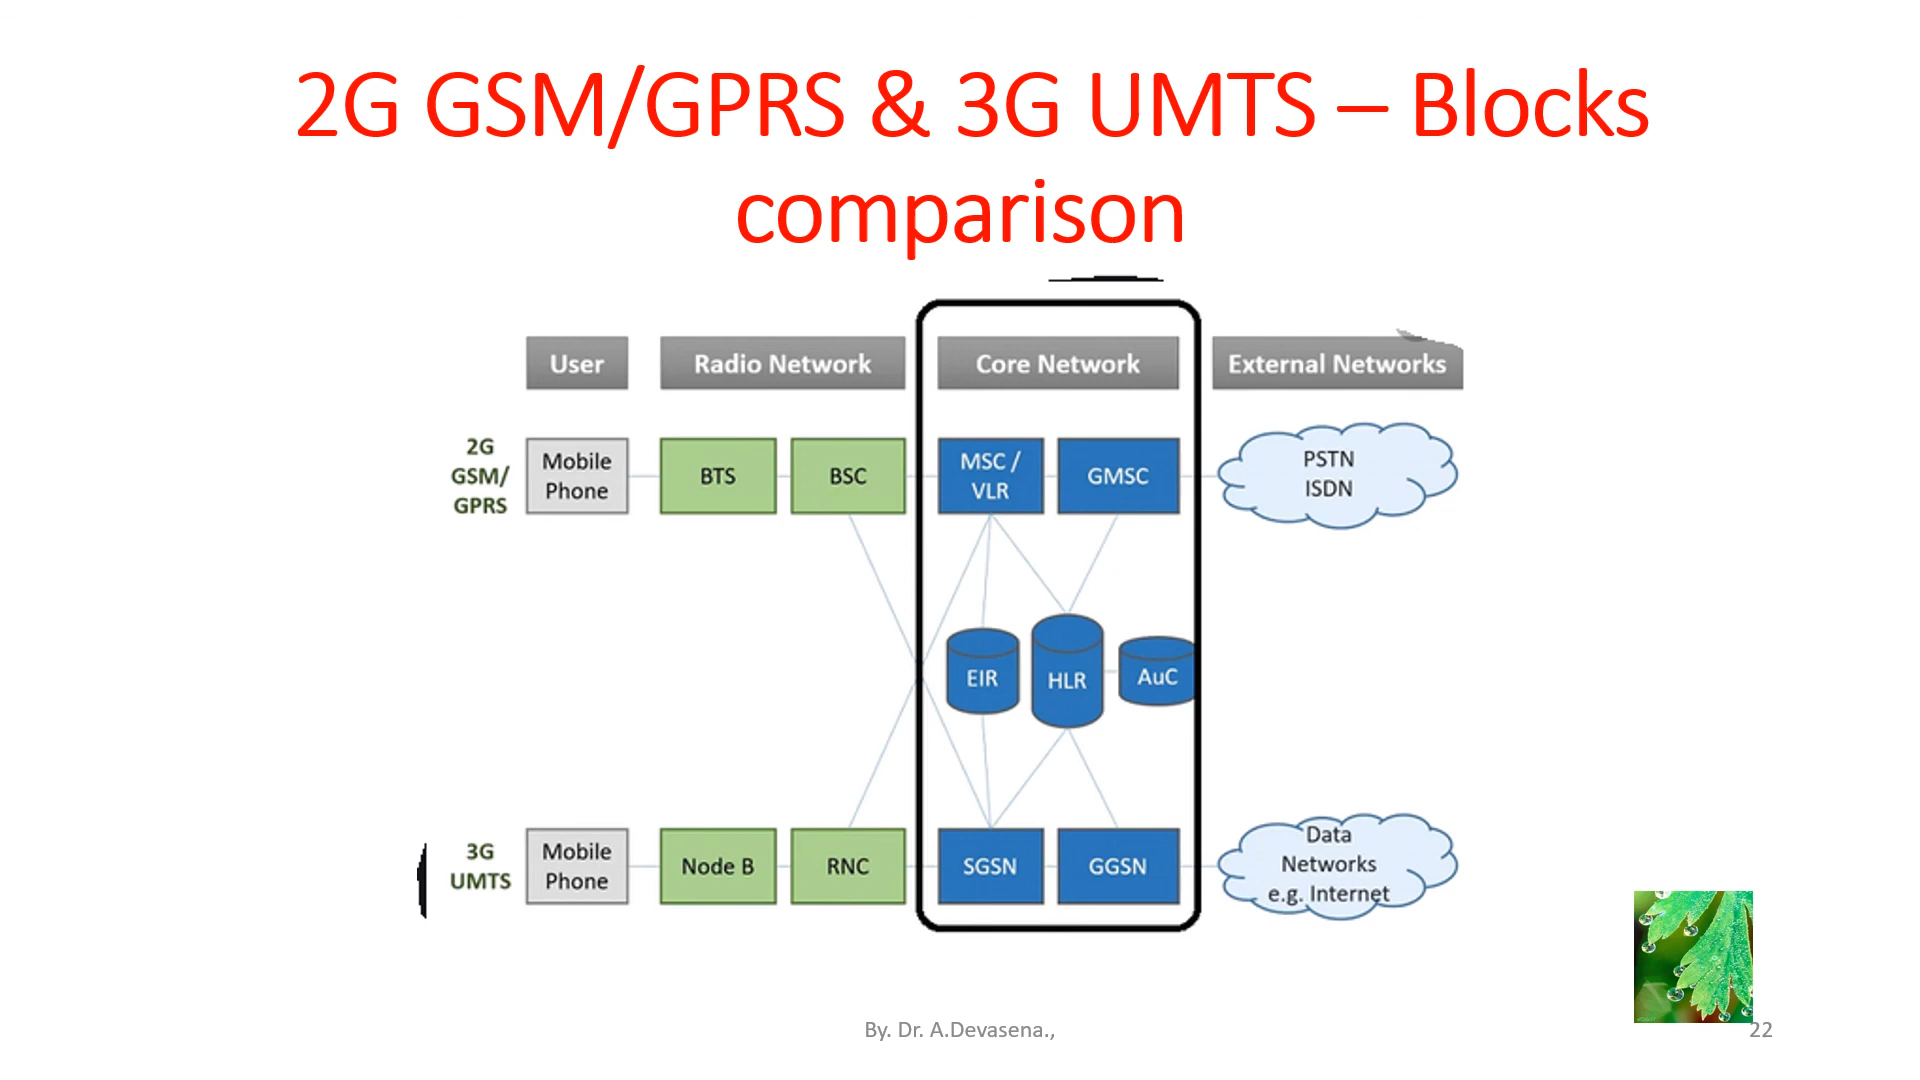 2G GSM/GPRS & 3G UMTS – Blocks
comparison
User
Radio Network
Core Network
External Networks
2G
GSM/
GPRS
Mobile
Phone
BTS
BSC
MSC /
VLR
GMSC
PSTN
ISDN
EIR
HLR
AuC
3G
UMTS
Mobile
Phone
Node B
RNC
SGSN
GGSN
Data
Networks
e.g. Internet
By. Dr. A.Devasena.,
22